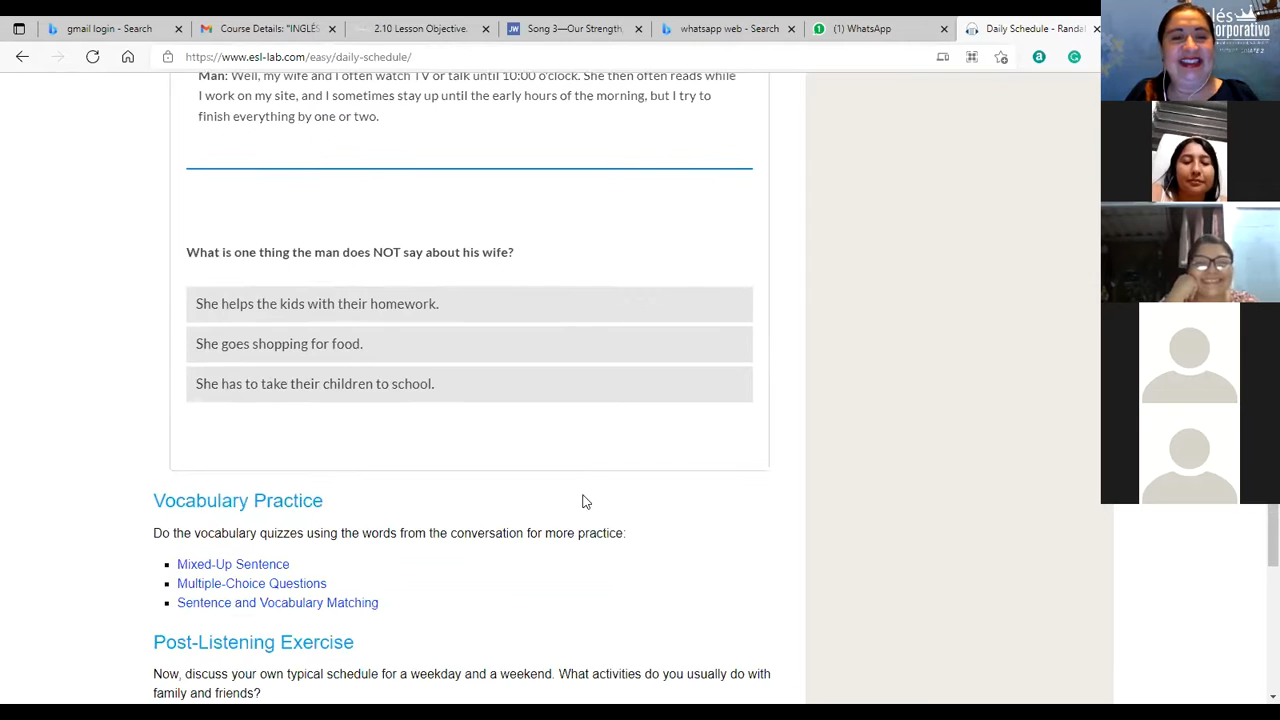 gmail login - Search
Course Details: "INGLÉS
2.10 Lesson Objective.
JW
Songs—"Our Strength,
whatsapp web - Search
(1) WhatsApp
Daily Schedule - Randal
https://www.esl-lab.com/easy/daily-schedule/
Man: Well, my wife and I often watch TV or talk until 10:00 o'clock. She then often reads while
I work on my site, and I sometimes stay up until the early hours of the morning, but I try to
finish everything by one or two.
What is one thing the man does NOT say about his wife?
She helps the kids with their homework.
She goes shopping for food.
She has to take their children to school.
Vocabulary Practice
Do the vocabulary quizzes using the words from the conversation for more practice:
Mixed-Up Sentence
Multiple-Choice Questions
Sentence and Vocabulary Matching
Post-Listening Exercise
Now, discuss your own typical schedule for a weekday and a weekend. What activities do you usually do with
family and friends?